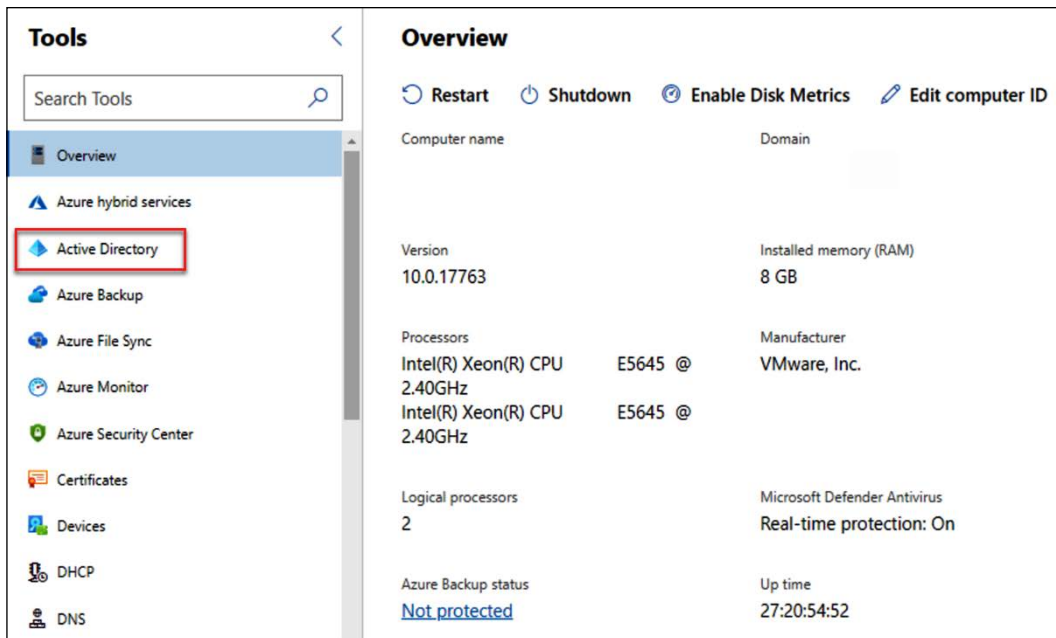 Tools
Search Tools
Overview
Azure hybrid services
Active Directory
Azure Backup
Azure File Sync
Azure Monitor
Azure Security Center
Certificates
Devices
DHCP
DNS
Overview
Restart Shutdown Enable Disk Metrics Edit computer ID
Computer name Domain
Version Installed memory (RAM)
10.0.17763 8 GB
Processors Manufacturer
Intel(R) Xeon(R) CPU E5645 @ VMware, Inc.
2.40GHz
Intel(R) Xeon(R) CPU E5645 @
2.40GHz
Logical processors Microsoft Defender Antivirus
2 Real-time protection: On
Azure Backup status Up time
Not protected 27:20:54:52